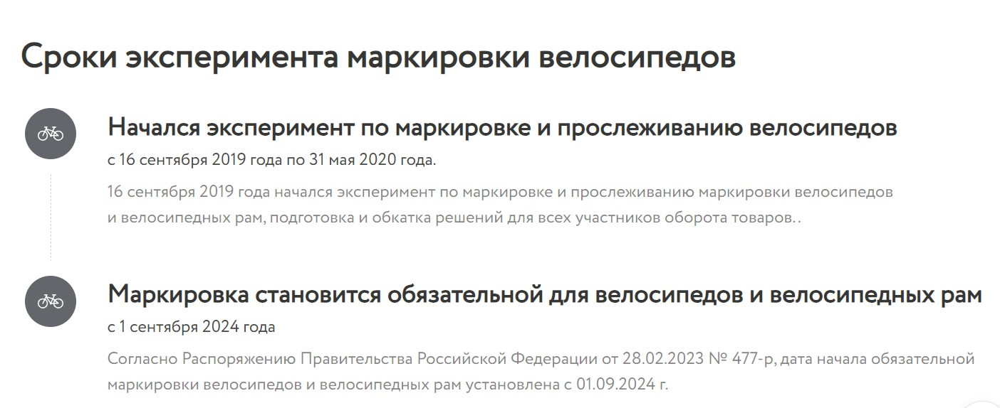 Сроки эксперимента маркировки велосипедов
Начался эксперимент по маркировке и прослеживанию велосипедов
с 16 сентября 2019 года по 31 мая 2020 года.
16 сентября 2019 года начался эксперимент по маркировке и прослеживанию маркировки велосипедов
и велосипедных рам, подготовка и обкатка решений для всех участников оборота товаров..
Маркировка становится обязательной для велосипедов и велосипедных рам
с 1 сентября 2024 года
Согласно Распоряжению Правительства Российской Федерации от 28.02.2023 № 477-р, дата начала обязательной
маркировки велосипедов и велосипедных рам установлена с 01.09.2024 г.